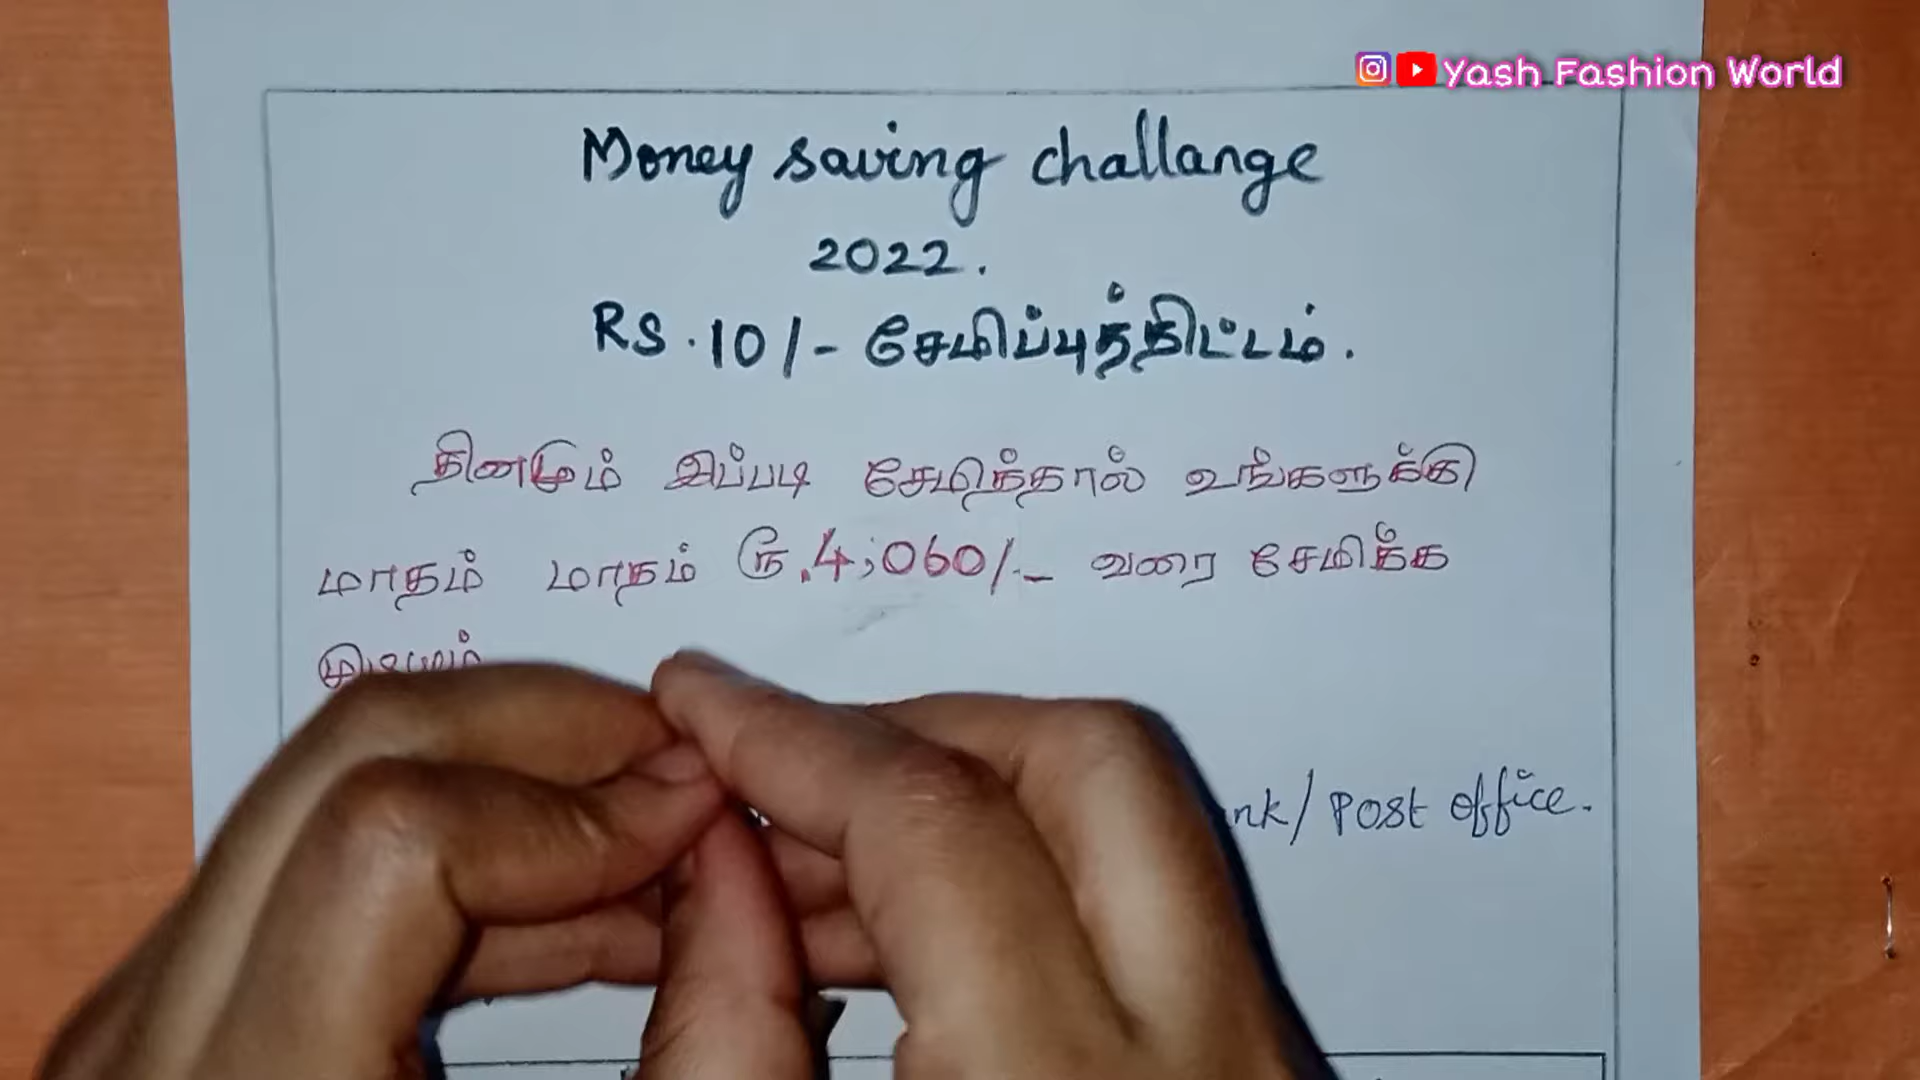 Yash Fashion World
Money saving challange
2022.
RS.10/- சேமிப்புத்திட்டம்.
தினமும் இப்படி சேமித்தால் உங்களுக்கு
மாதம் மாதம் ரூ.4,060/- வரை சேமிக்க
முடியும்
nk/ Post office.